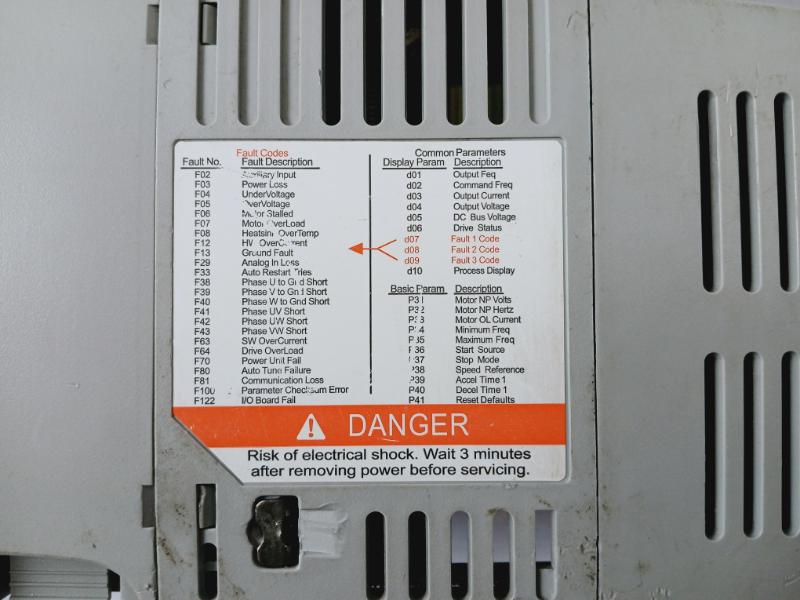 Fault Codes
Fault No. Fault Description
F02 Auxiliary Input
F03 Power Loss
F04 UnderVoltage
F05 OverVoltage
F06 Motor Stalled
F07 Motor OverLoad
F08 Heatsink OverTemp
F12 HW OverCurrent
F13 Ground Fault
F29 Analog In Loss
F33 Auto Restart Tries
F38 Phase U to Gnd Short
F39 Phase V to Gnd Short
F40 Phase W to Gnd Short
F41 Phase UV Short
F42 Phase UW Short
F43 Phase VW Short
F63 SW OverCurrent
F64 Drive OverLoad
F70 Power Unit Fail
F80 Auto Tune Failure
F81 Communication Loss
F100 Parameter Checksum Error
F122 I/O Board Fail
Common Parameters
Display Param Description
d01 Output Feq
d02 Command Freq
d03 Output Current
d04 Output Voltage
d05 DC Bus Voltage
d06 Drive Status
d07 Fault 1 Code
d08 Fault 2 Code
d09 Fault 3 Code
d10 Process Display
Basic Param Description
P31 Motor NP Volts
P32 Motor NP Hertz
P33 Motor OL Current
P34 Minimum Freq
P35 Maximum Freq
P36 Start Source
P37 Stop Mode
P38 Speed Reference
P39 Accel Time 1
P40 Decel Time 1
P41 Reset Defaults
DANGER
Risk of electrical shock. Wait 3 minutes
after removing power before servicing.